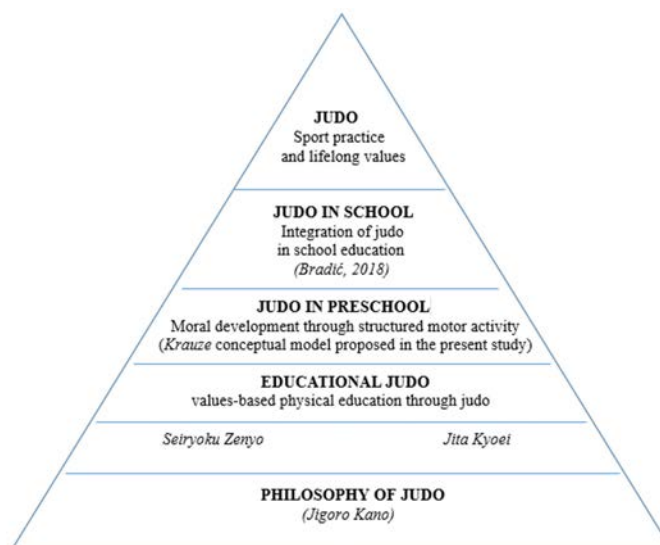 JUDO
Sport practice
and lifelong values
JUDO IN SCHOOL
Integration of judo
in school education
(Bradić, 2018)
JUDO IN PRESCHOOL
Moral development through structured motor activity
(Krauze conceptual model proposed in the present study)
EDUCATIONAL JUDO
values-based physical education through judo
Seiryoku Zenyo Jita Kyoei
PHILOSOPHY OF JUDO
(Jigoro Kano)